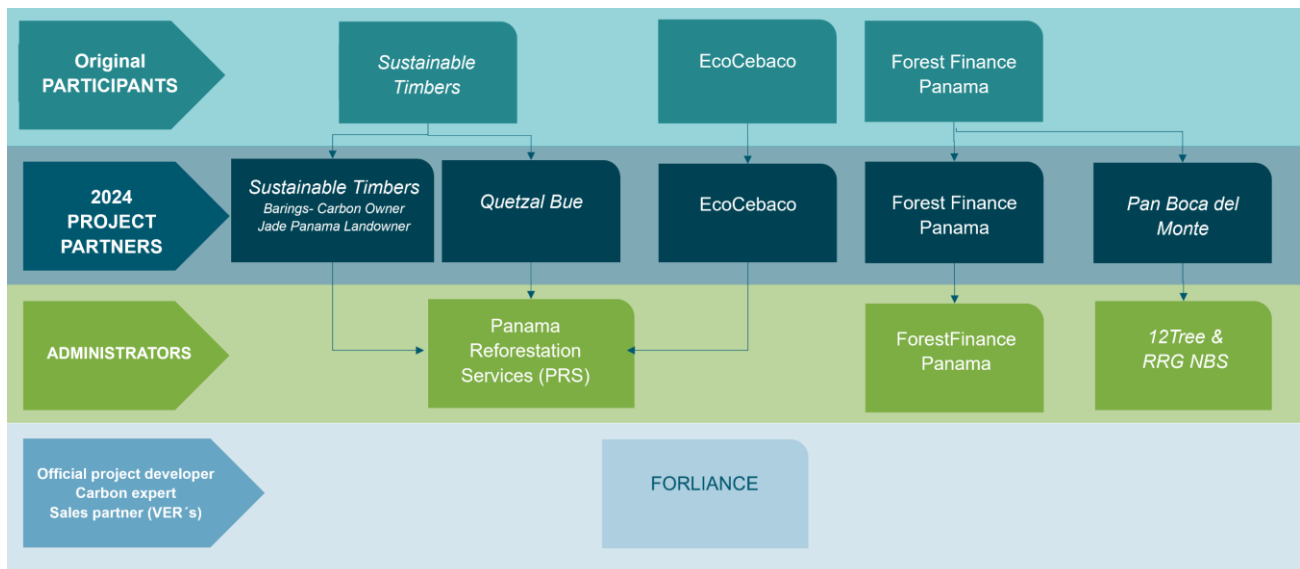 Original
PARTICIPANTS
Sustainable
Timbers
EcoCebaco
Forest Finance
Panama
2024
PROJECT
PARTNERS
Sustainable Timbers
Barings- Carbon Owner
Jade Panama Landowner
Quetzal Bue
EcoCebaco
Forest Finance
Panama
Pan Boca del
Monte
ADMINISTRATORS
Panama
Reforestation
Services (PRS)
ForestFinance
Panama
12Tree &
RRG NBS
Official project developer
Carbon expert
Sales partner (VER´s)
FORLIANCE